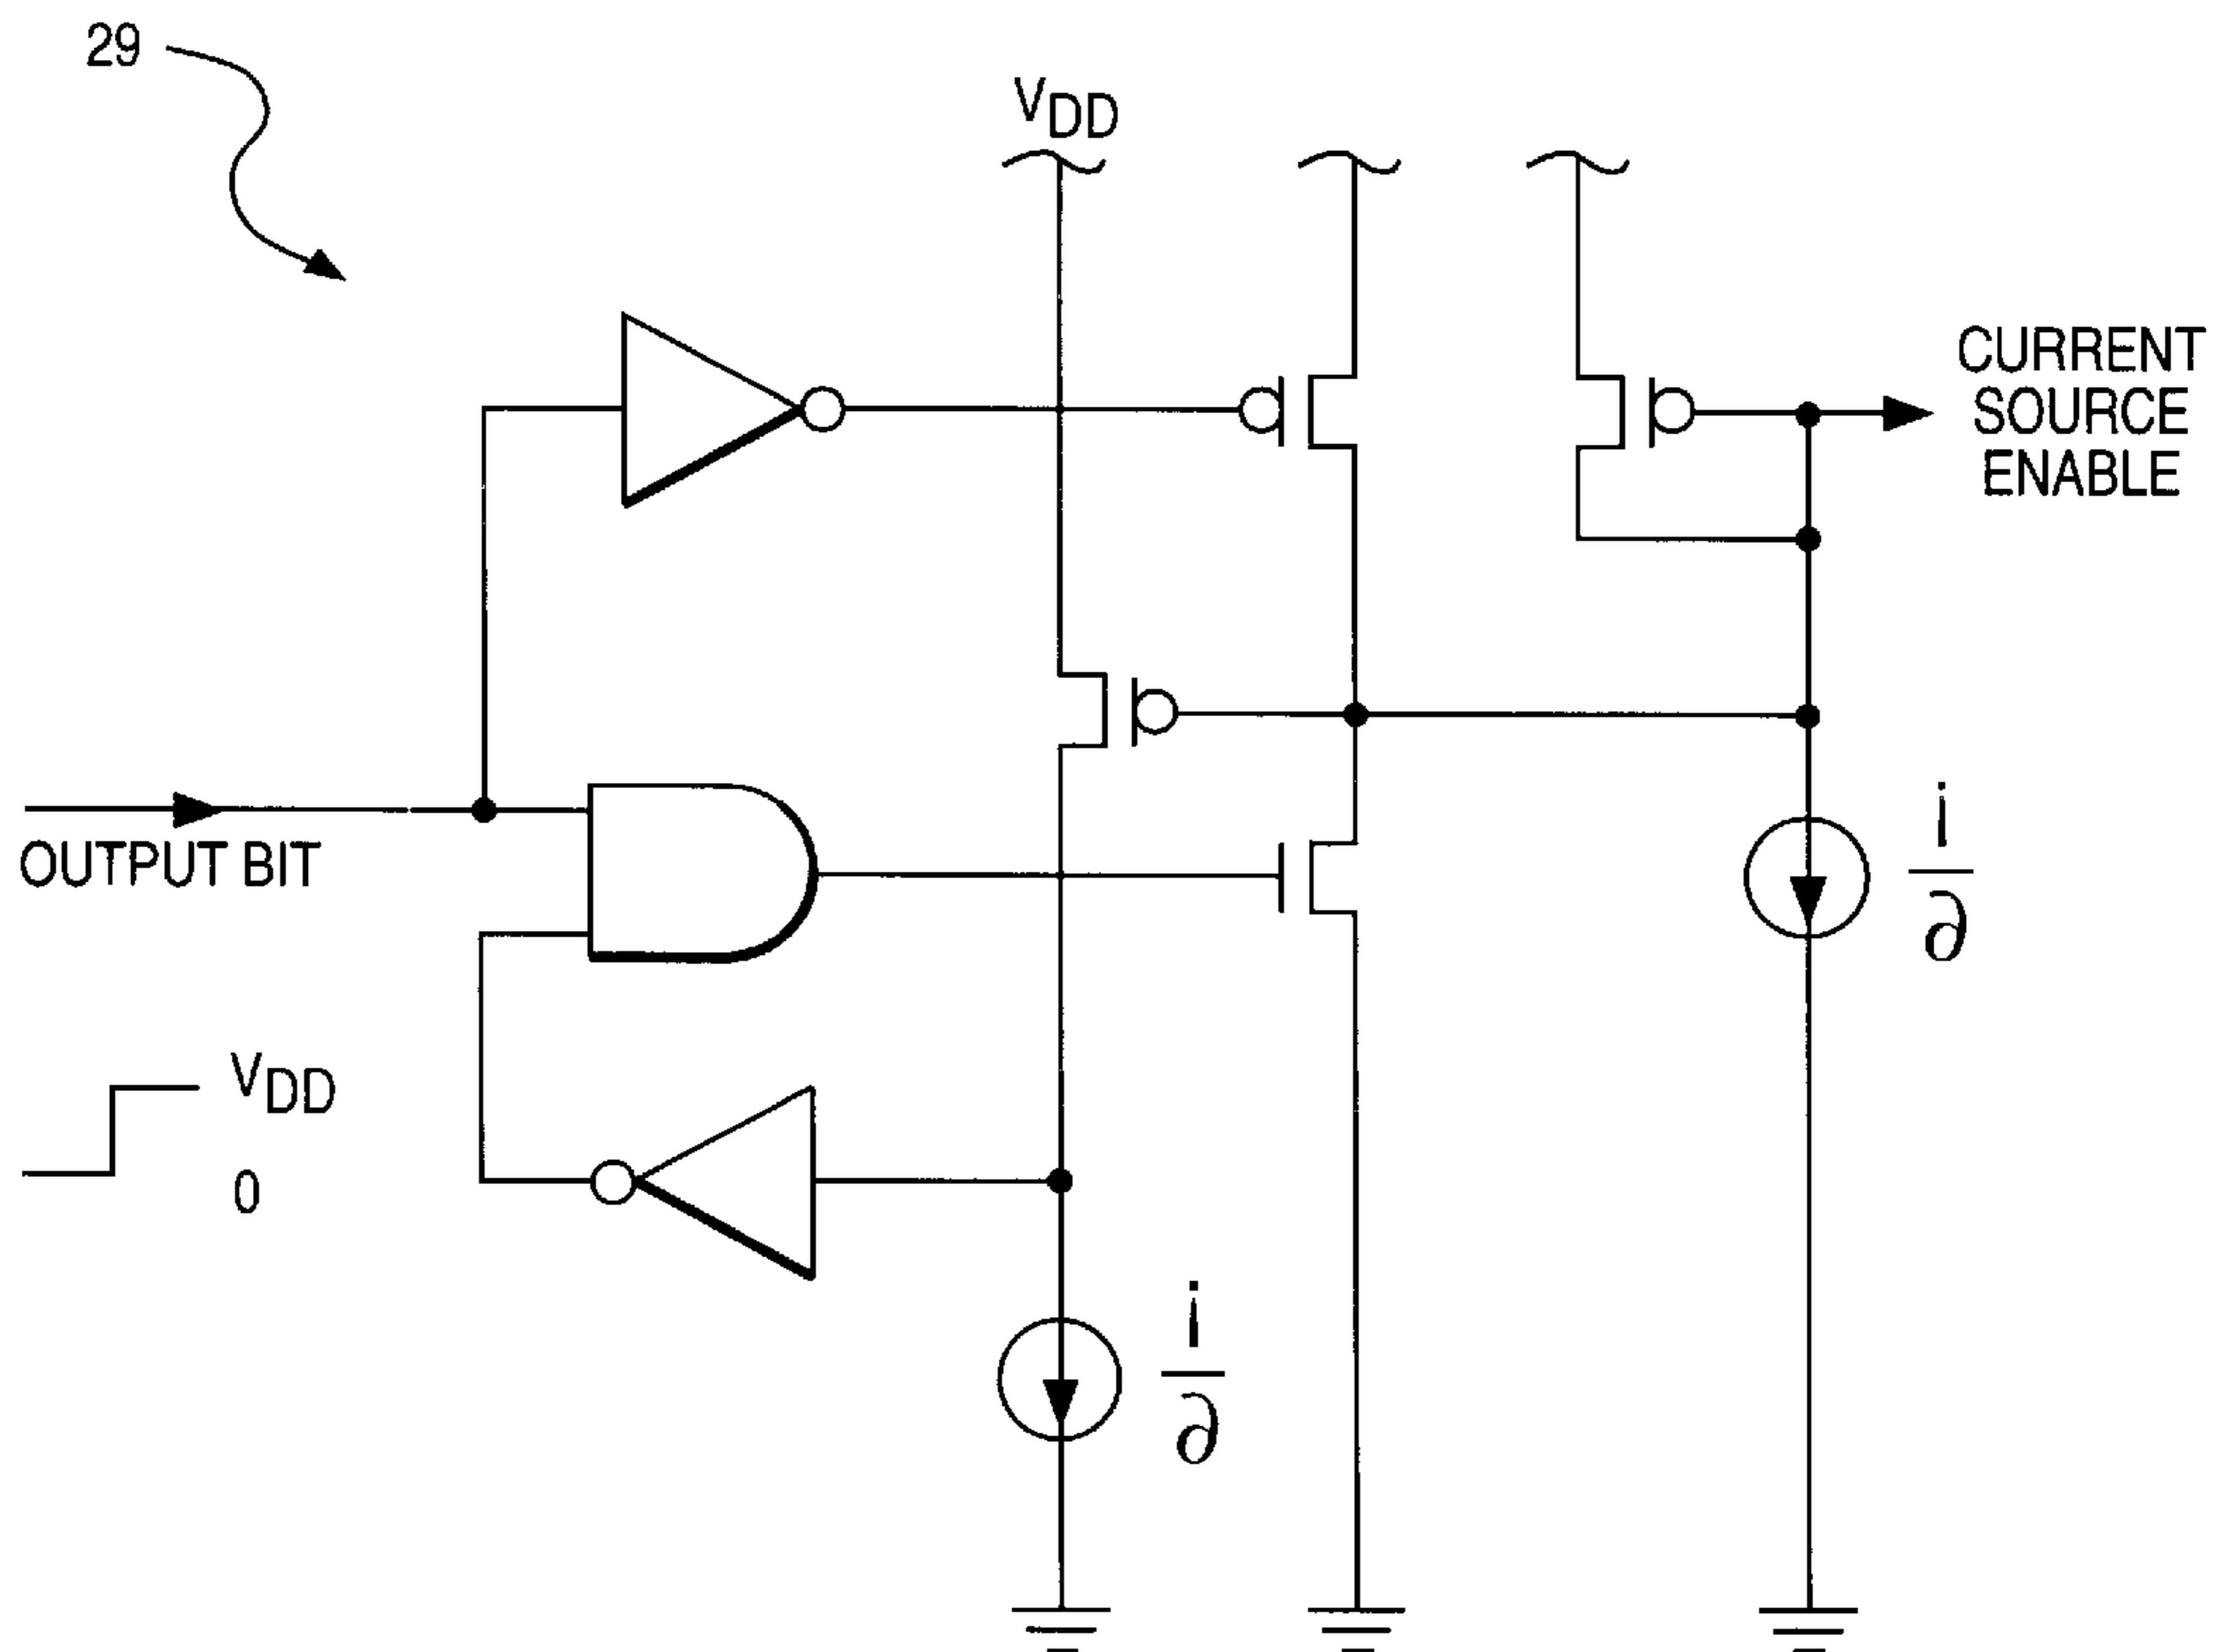 29
VDD
CURRENT
SOURCE
ENABLE
OUTPUT BIT
i
∂
VDD
0
i
∂